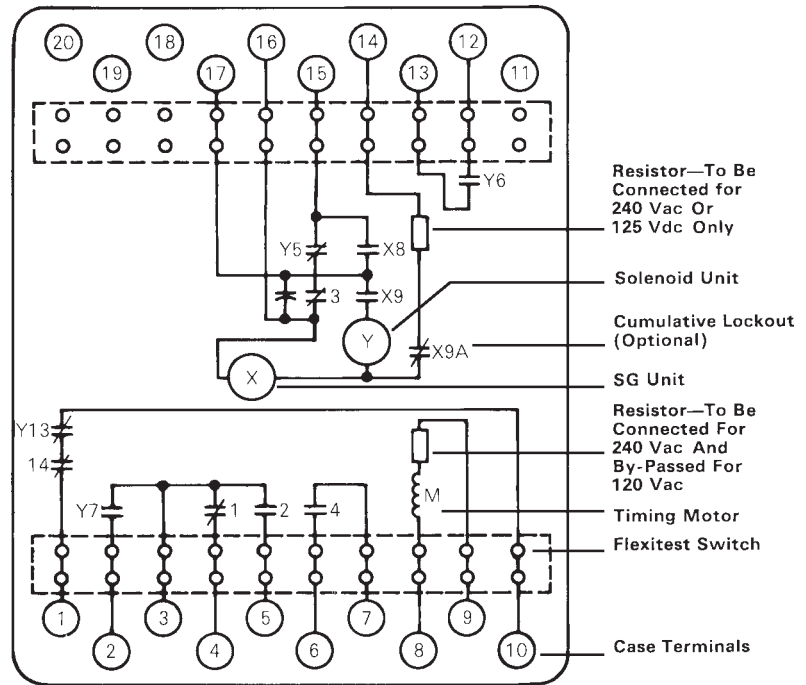 20
18
16
14
12
19
17
15
13
11
Y6
Resistor—To Be
Connected for
240 Vac Or
125 Vdc Only
Y5
X8
Solenoid Unit
3
X9
Y
Cumulative Lockout
(Optional)
X9A
X
SG Unit
Resistor—To Be
Connected For
240 Vac And
By-Passed For
120 Vac
Y13
14
M
Y7
1
2
4
Timing Motor
Flexitest Switch
1
3
5
7
9
2
4
6
8
10
Case Terminals